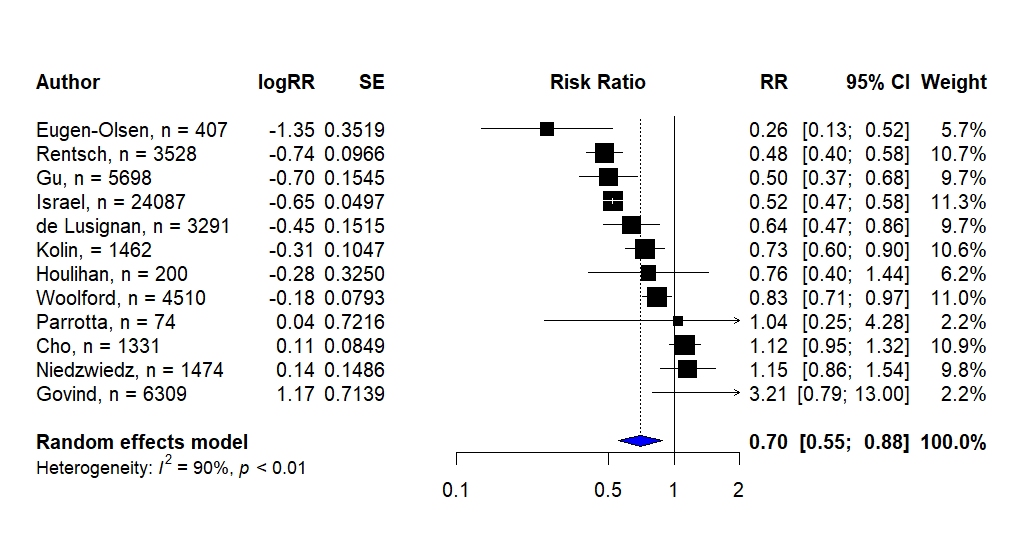 Author logRR SE Risk Ratio RR 95% CI Weight
Eugen-Olsen, n = 407 -1.35 0.3519 0.26 [0.13; 0.52] 5.7%
Rentsch, n = 3528 -0.74 0.0966 0.48 [0.40; 0.58] 10.7%
Gu, n = 5698 -0.70 0.1545 0.50 [0.37; 0.68] 9.7%
Israel, n = 24087 -0.65 0.0497 0.52 [0.47; 0.58] 11.3%
de Lusignan, n = 3291 -0.45 0.1515 0.64 [0.47; 0.86] 9.7%
Kolin, n = 1462 -0.31 0.1047 0.73 [0.60; 0.90] 10.6%
Houlihan, n = 200 -0.28 0.3250 0.76 [0.40; 1.44] 6.2%
Woolford, n = 4510 -0.18 0.0793 0.83 [0.71; 0.97] 11.0%
Parrotta, n = 74 0.04 0.7216 1.04 [0.25; 4.28] 2.2%
Cho, n = 1331 0.11 0.0849 1.12 [0.95; 1.32] 10.9%
Niedzwiedz, n = 1474 0.14 0.1486 1.15 [0.86; 1.54] 9.8%
Govind, n = 6309 1.17 0.7139 3.21 [0.79; 13.00] 2.2%
Random effects model 0.70 [0.55; 0.88] 100.0%
Heterogeneity: I² = 90%, p < 0.01
0.1 0.5 1 2